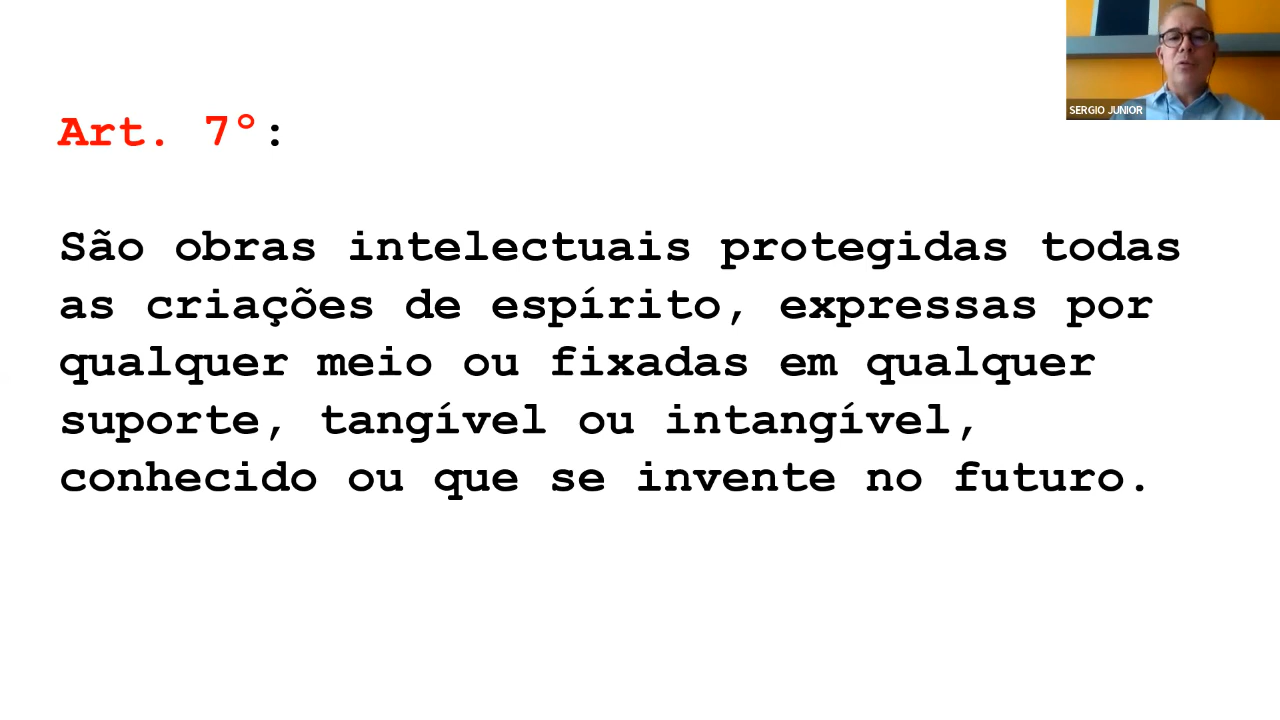 SERGIO JUNIOR
Art. 7º:
São obras intelectuais protegidas todas
as criações de espírito, expressas por
qualquer meio ou fixadas em qualquer
suporte, tangível ou intangível,
conhecido ou que se invente no futuro.